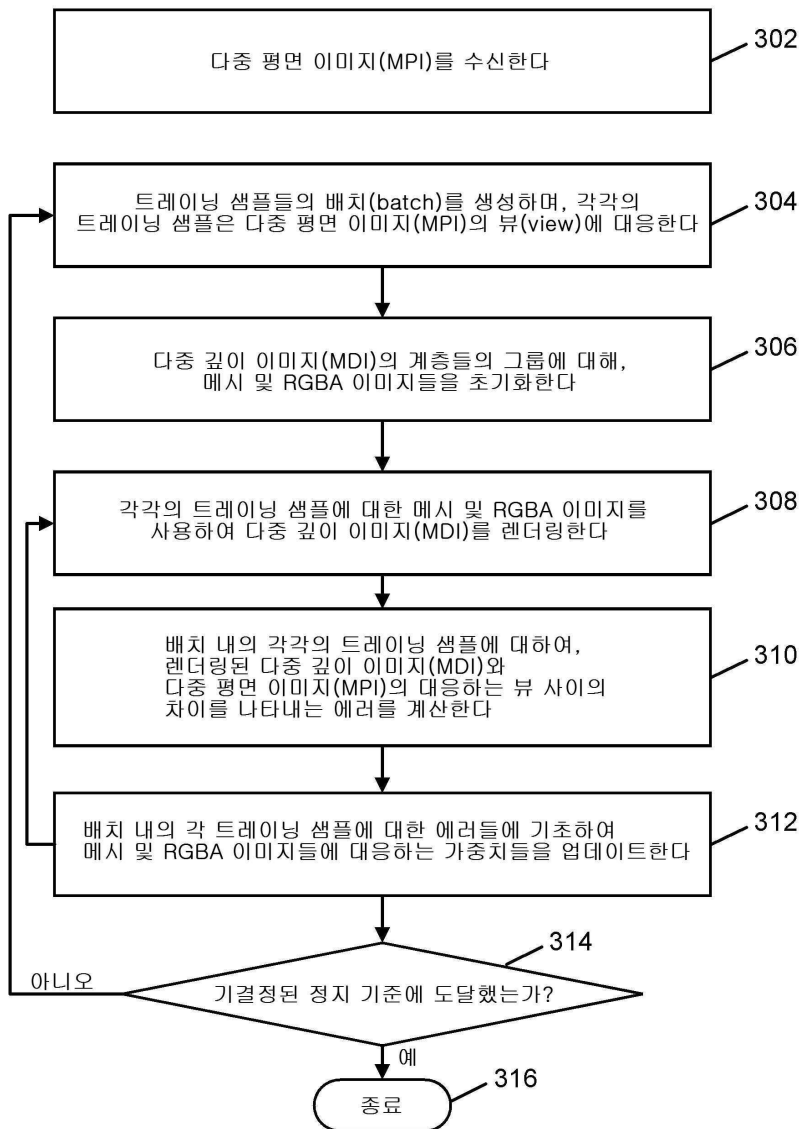 다중 평면 이미지(MPI)를 수신한다
302
트레이닝 샘플들의 배치(batch)를 생성하며, 각각의
트레이닝 샘플은 다중 평면 이미지(MPI)의 뷰(view)에 대응한다
304
다중 깊이 이미지(MDI)의 계층들의 그룹에 대해,
메시 및 RGBA 이미지들을 초기화한다
306
각각의 트레이닝 샘플에 대한 메시 및 RGBA 이미지를
사용하여 다중 깊이 이미지(MDI)를 렌더링한다
308
배치 내의 각각의 트레이닝 샘플에 대하여,
렌더링된 다중 깊이 이미지(MDI)와
다중 평면 이미지(MPI)의 대응하는 뷰 사이의
차이를 나타내는 에러를 계산한다
310
배치 내의 각 트레이닝 샘플에 대한 에러들에 기초하여
메시 및 RGBA 이미지들에 대응하는 가중치들을 업데이트한다
312
314
아니오
기결정된 정지 기준에 도달했는가?
예
316
종료